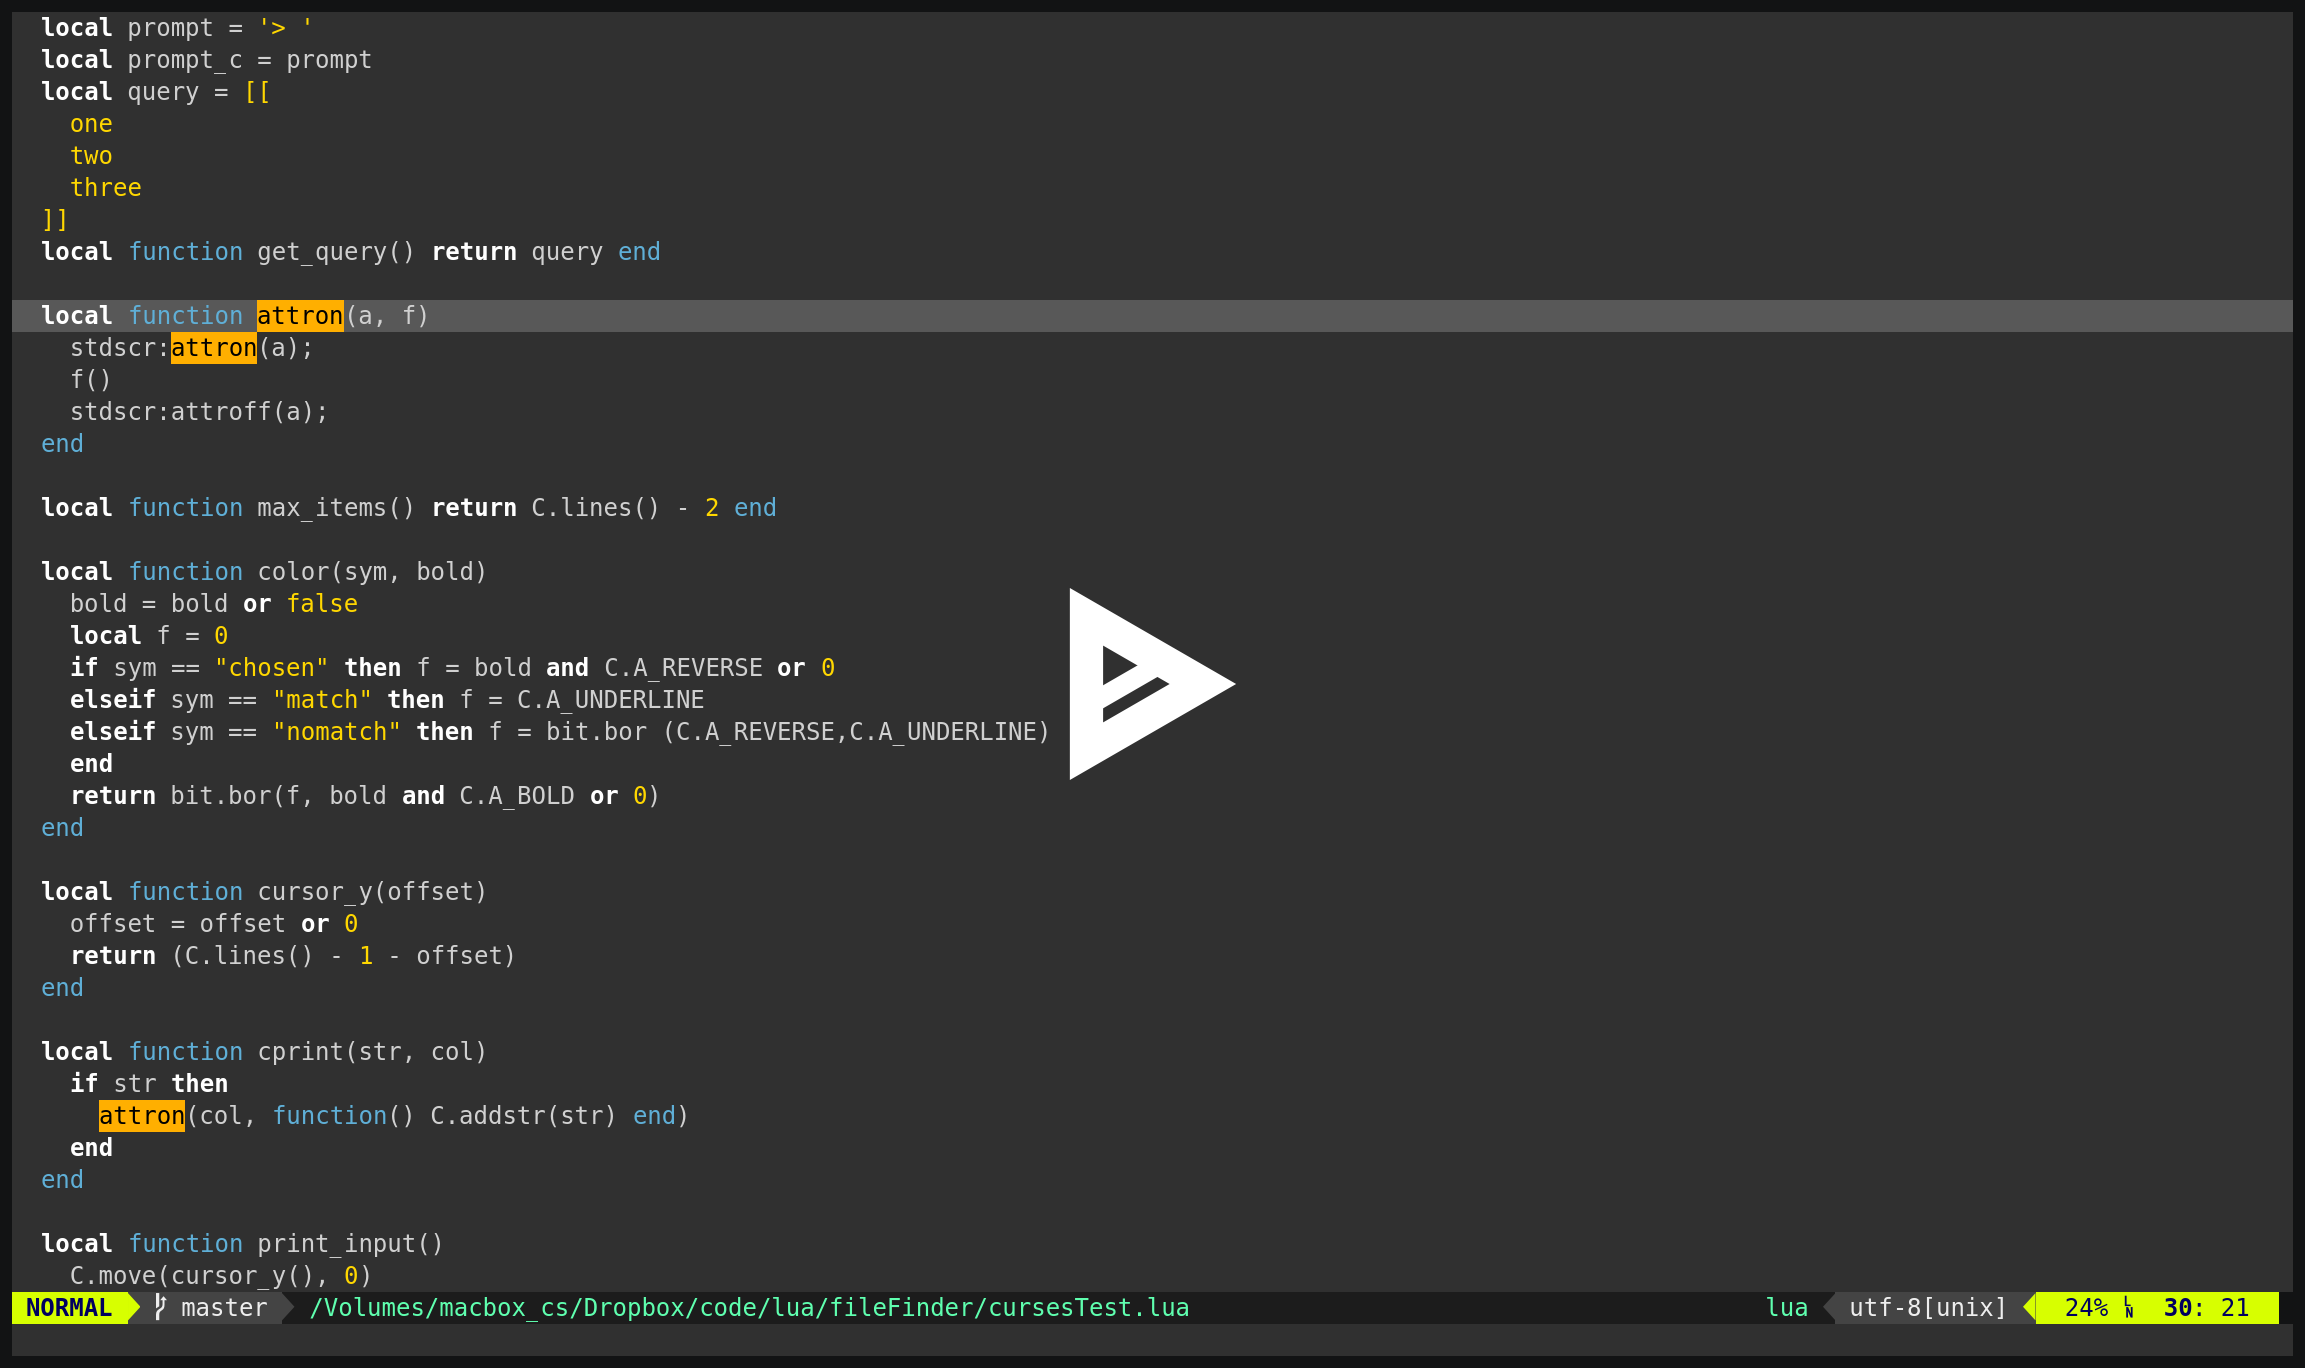 local prompt = '> '
local prompt_c = prompt
local query = [[
  one
  two
  three
]]
local function get_query() return query end

local function attron(a, f)
  stdscr:attron(a);
  f()
  stdscr:attroff(a);
end

local function max_items() return C.lines() - 2 end

local function color(sym, bold)
  bold = bold or false
  local f = 0
  if sym == "chosen" then f = bold and C.A_REVERSE or 0
  elseif sym == "match" then f = C.A_UNDERLINE
  elseif sym == "nomatch" then f = bit.bor (C.A_REVERSE,C.A_UNDERLINE)
  end
  return bit.bor(f, bold and C.A_BOLD or 0)
end

local function cursor_y(offset)
  offset = offset or 0
  return (C.lines() - 1 - offset)
end

local function cprint(str, col)
  if str then
    attron(col, function() C.addstr(str) end)
  end
end

local function print_input()
  C.move(cursor_y(), 0)
NORMAL master /Volumes/macbox_cs/Dropbox/code/lua/fileFinder/cursesTest.lua lua utf-8[unix] 24% LN 30: 21